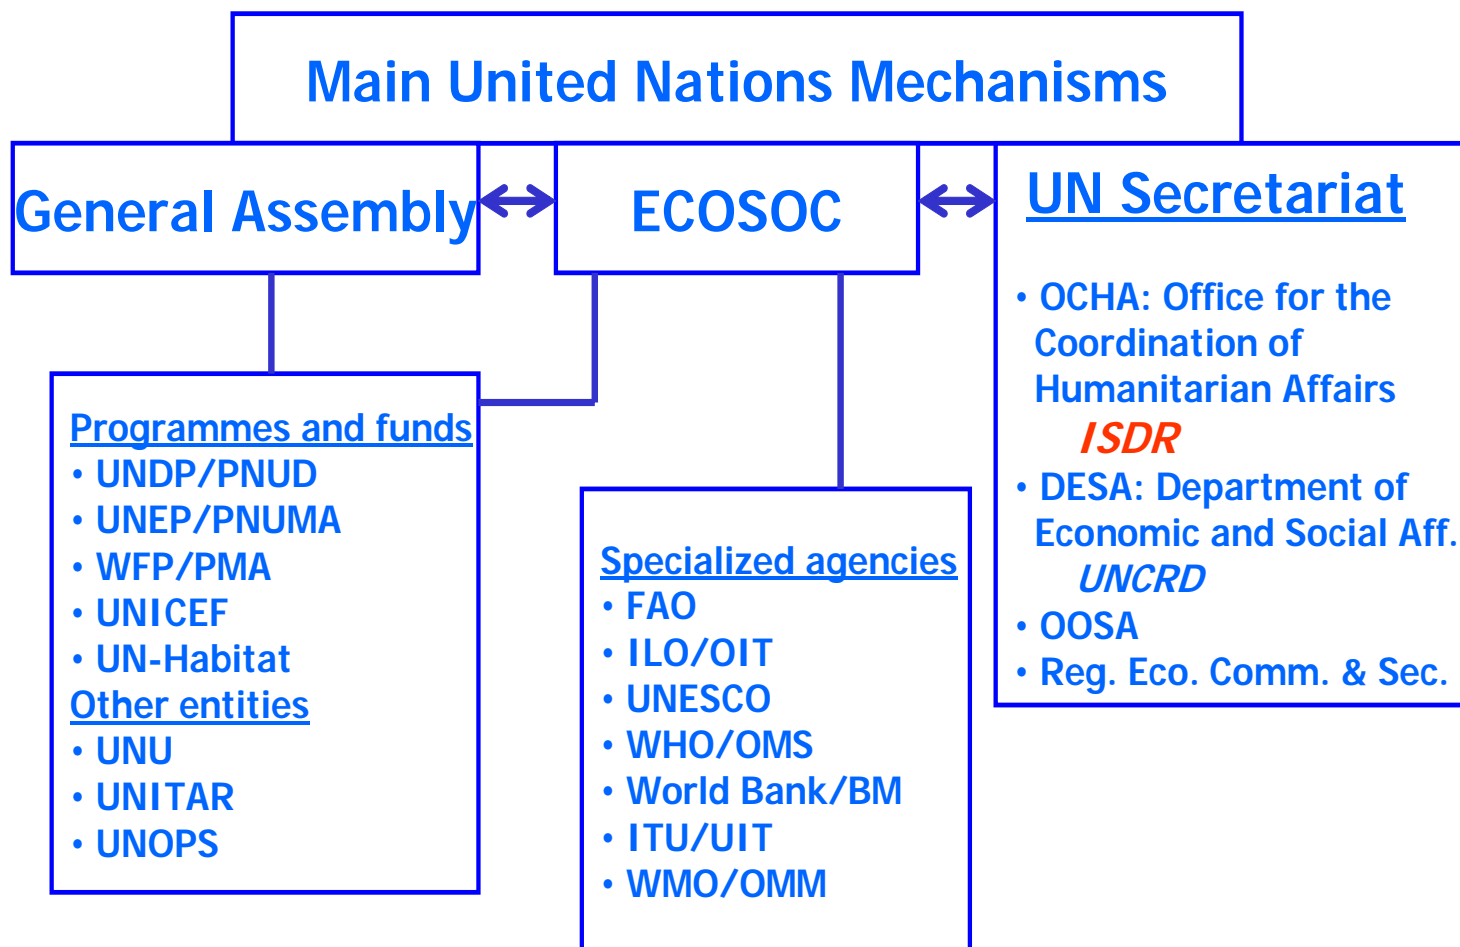 Main United Nations Mechanisms
General Assembly
ECOSOC
UN Secretariat
• OCHA: Office for the
Coordination of
Humanitarian Affairs
ISDR
• DESA: Department of
Economic and Social Aff.
UNCRD
• OOSA
• Reg. Eco. Comm. & Sec.
Programmes and funds
• UNDP/PNUD
• UNEP/PNUMA
• WFP/PMA
• UNICEF
• UN-Habitat
Other entities
• UNU
• UNITAR
• UNOPS
Specialized agencies
• FAO
• ILO/OIT
• UNESCO
• WHO/OMS
• World Bank/BM
• ITU/UIT
• WMO/OMM